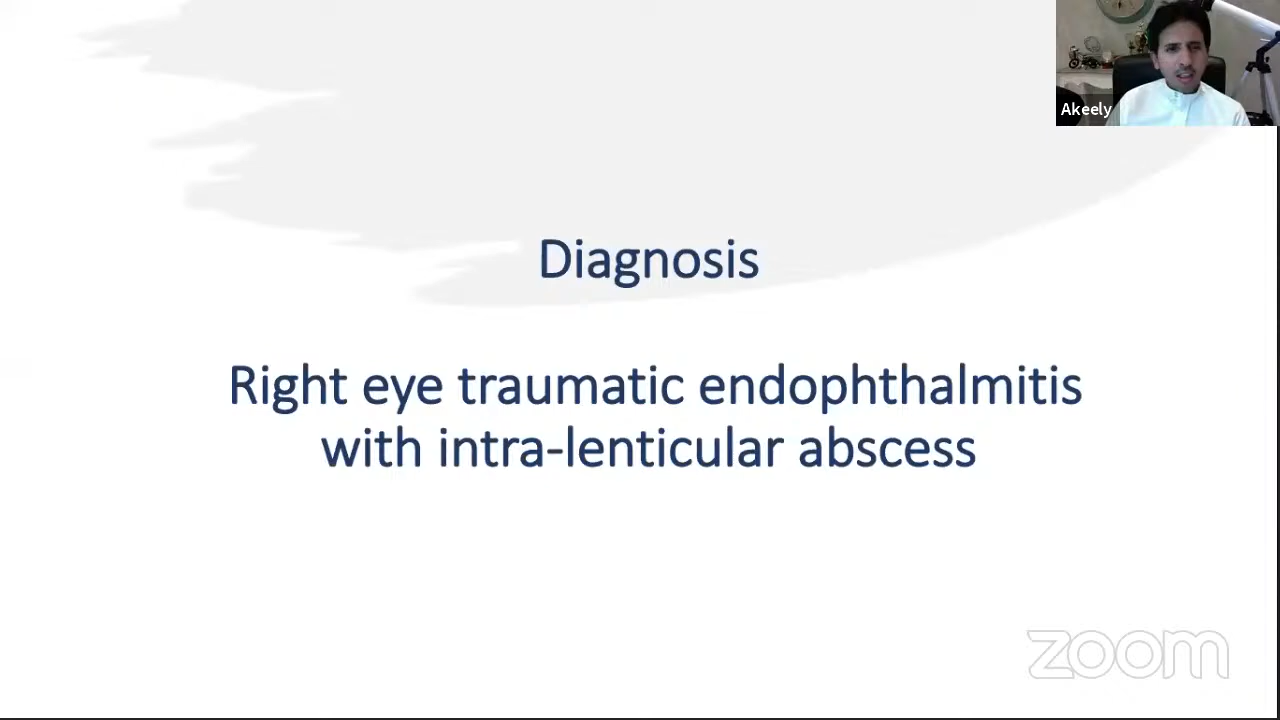 Akeely
Diagnosis
Right eye traumatic endophthalmitis
with intra-lenticular abscess
zoom